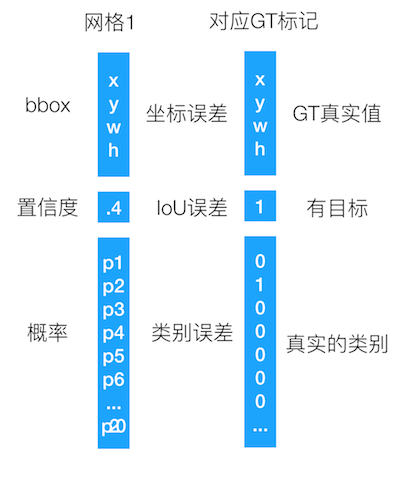 网格1 对应GT标记
bbox
x
y
w
h
坐标误差
x
y
w
h
GT真实值
置信度 .4 IoU误差 1 有目标
概率
p1
p2
p3
p4
p5
p6
...
p20
类别误差
0
1
0
0
0
0
0
...
真实的类别